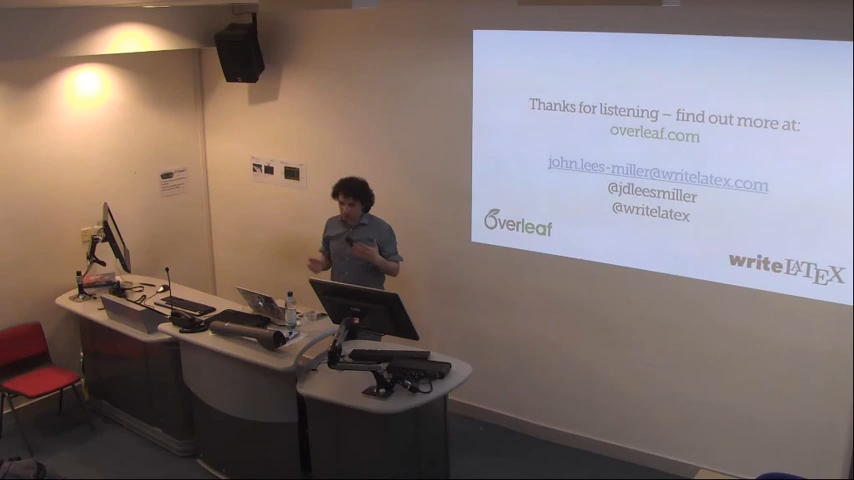 Thanks for listening – find out more at:
overleaf.com
john.lees-miller@writelatex.com
@jdleesmiller
@writelatex
Overleaf
writeLATEX